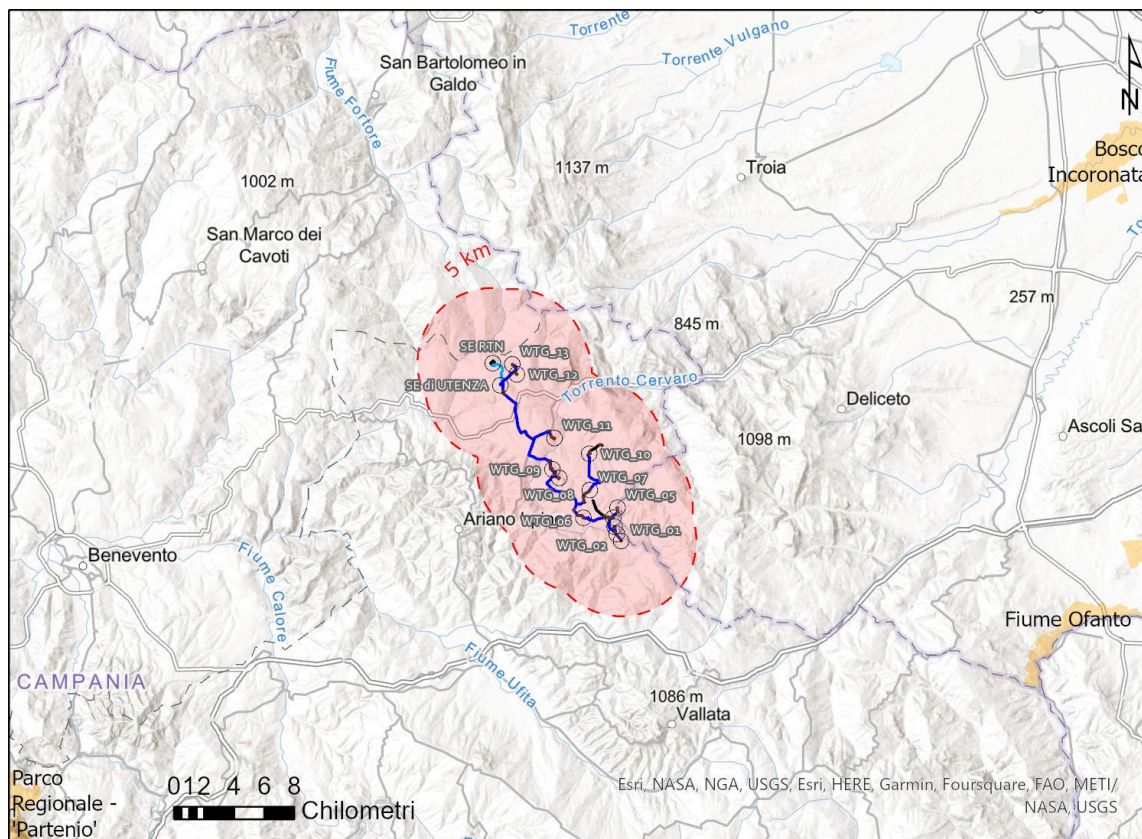 Torrente
Torrente Vulgano
San Bartolomeo in
Galdo
Fiume Fortore
N
1137 m
Troia
Bosco
Incoronata
1002 m
San Marco dei
Cavoti
5 km
257 m
845 m
SE RTN
WTG_13
WTG_12
SE di UTENZA
Torrento Cervaro
Deliceto
WTG_11
Ascoli Sa
1098 m
WTG_10
WTG_09
WTG_07
WTG_08
WTG_05
WTG_06
Ariano
WTG_01
WTG_02
Benevento
Fiume Calore
Fiume Ofanto
Fiume Ufita
CAMPANIA
1086 m
Vallata
Parco
Regionale -
'Partenio'
0 1 2 4 6 8
Chilometri
Esri, NASA, NGA, USGS, Esri, HERE, Garmin, Foursquare, FAO, METI/
NASA, USGS